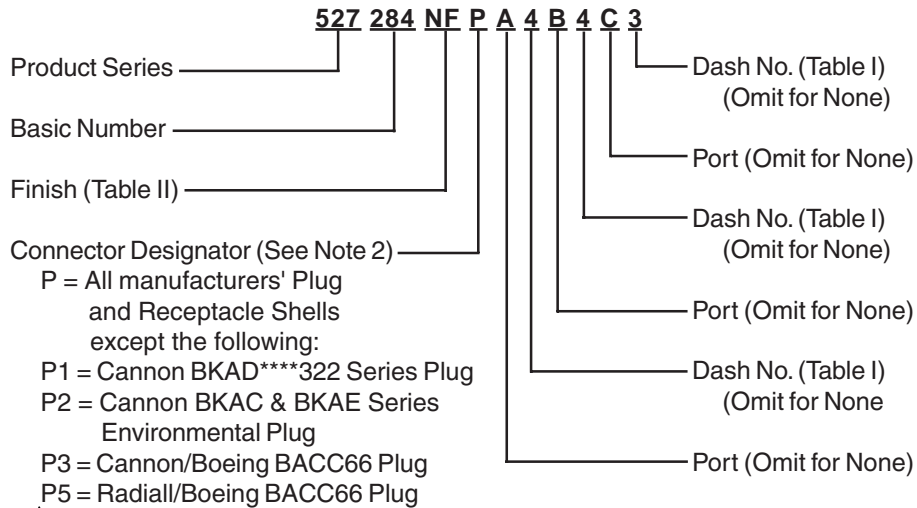 527 284 NF P A 4 B 4 C 3
Product Series
Basic Number
Finish (Table II)
Connector Designator (See Note 2)
P = All manufacturers' Plug
and Receptacle Shells
except the following:
P1 = Cannon BKAD****322 Series Plug
P2 = Cannon BKAC & BKAE Series
Environmental Plug
P3 = Cannon/Boeing BACC66 Plug
P5 = Radiall/Boeing BACC66 Plug
Dash No. (Table I)
(Omit for None)
Port (Omit for None)
Dash No. (Table I)
(Omit for None)
Port (Omit for None)
Dash No. (Table I)
(Omit for None
Port (Omit for None)